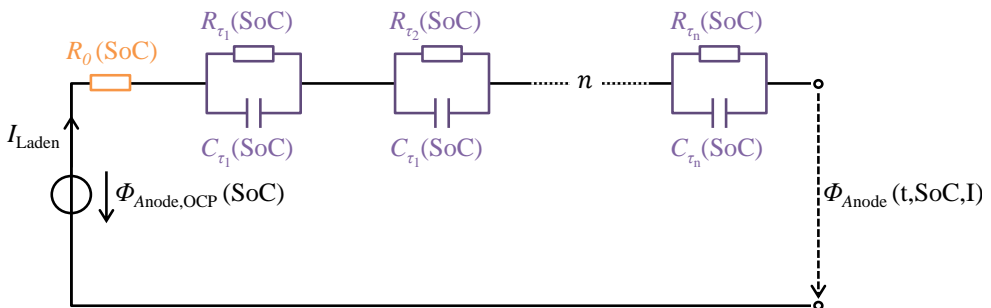 R_τ₁(SoC)
R_τ₂(SoC)
R_τₙ(SoC)
R₀(SoC)
n
I_Laden
C_τ₁(SoC)
C_τ₁(SoC)
C_τₙ(SoC)
Φ_Anode,OCP(SoC)
Φ_Anode(t,SoC,I)